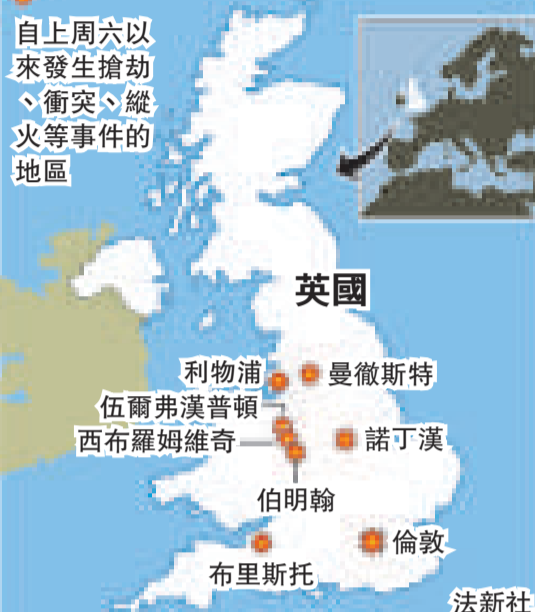 自上周六以
來發生搶劫
、衝突、縱
火等事件的
地區
英國
利物浦
曼徹斯特
伍爾弗漢普頓
西布羅姆維奇
諾丁漢
伯明翰
倫敦
布里斯托
法新社